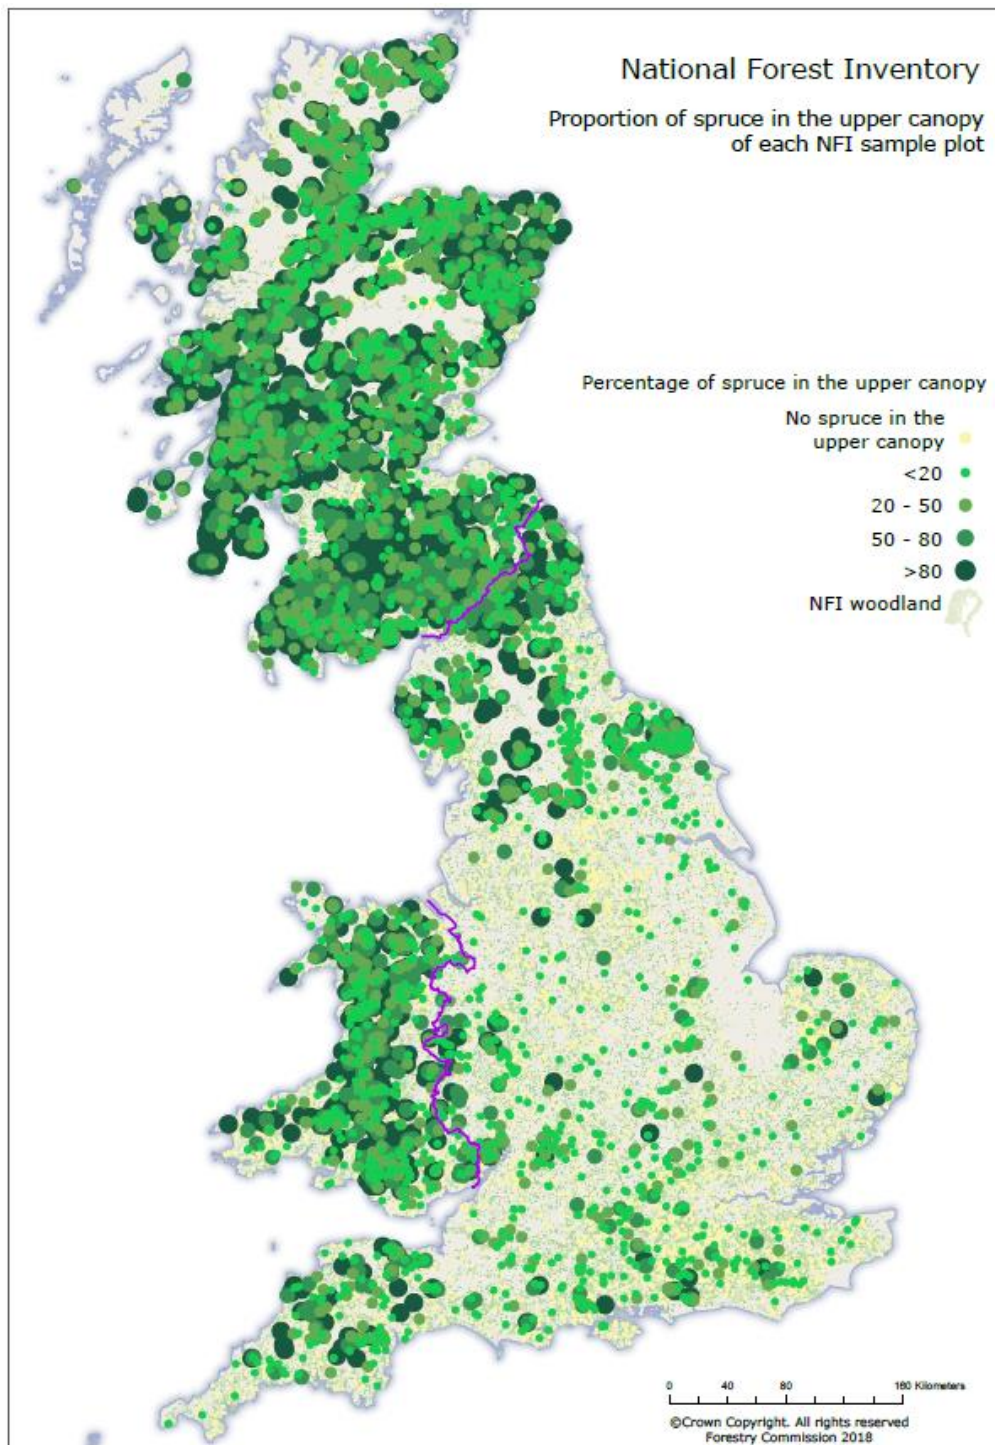 National Forest Inventory
Proportion of spruce in the upper canopy
of each NFI sample plot
Percentage of spruce in the upper canopy
No spruce in the
upper canopy
<20
20 - 50
50 - 80
>80
NFI woodland
0 40 80 160 Kilometers
©Crown Copyright. All rights reserved
Forestry Commission 2018